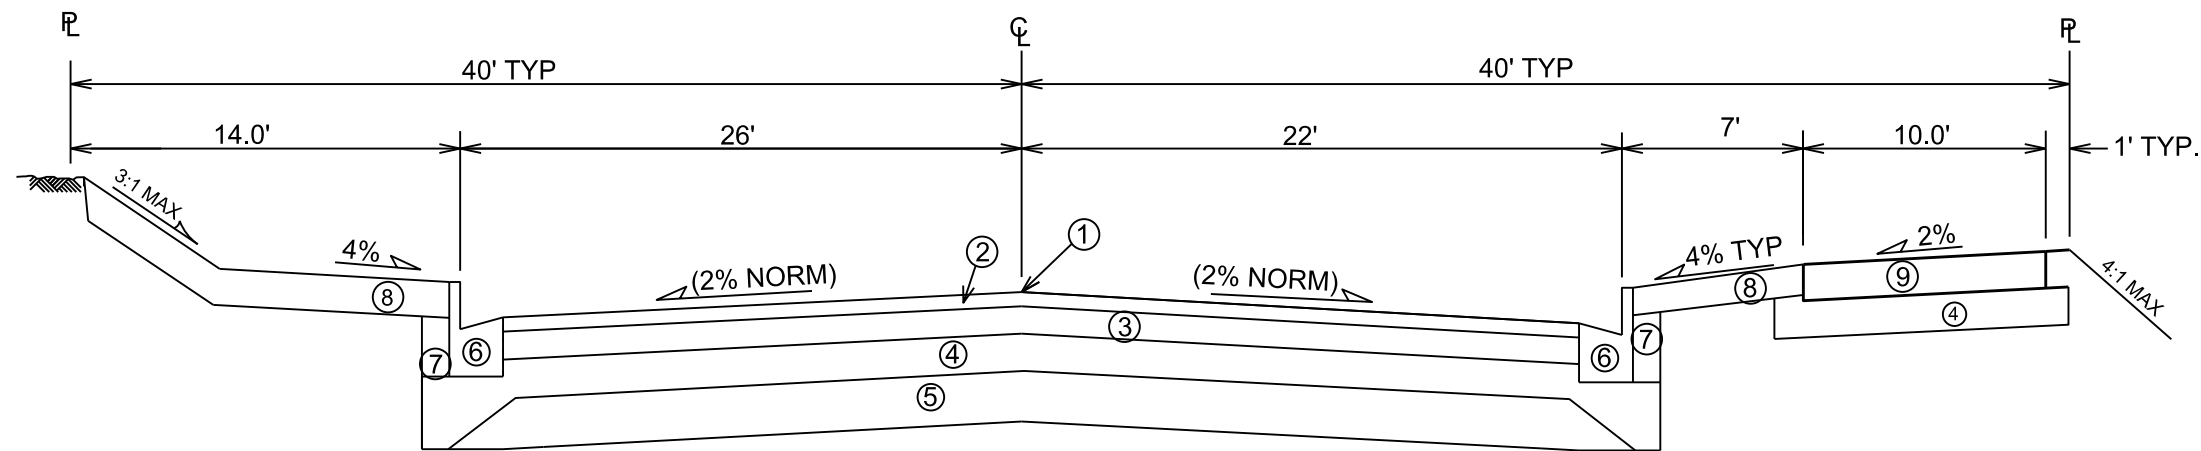 PL CL PL
40' TYP 40' TYP
14.0' 26' 22' 7' 10.0' 1' TYP.
3:1 MAX
4%
(2% NORM)
2
1
(2% NORM)
4% TYP
2%
4:1 MAX
8
8
9
3
4
7
6
6
7
4
5